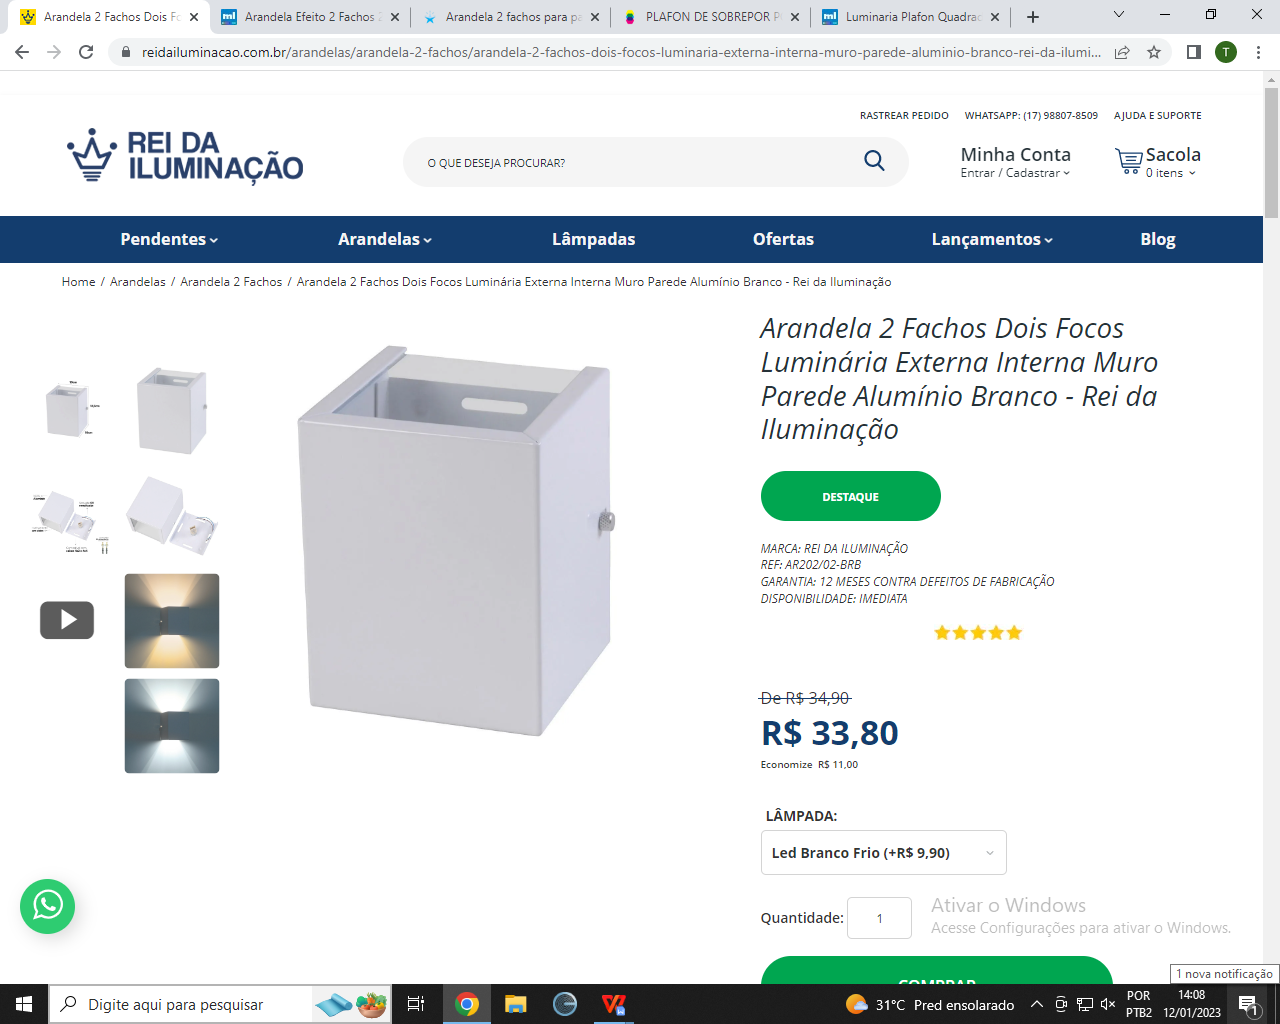 Arandela 2 Fachos Dois Fo
Arandela Efeito 2 Fachos
Arandela 2 fachos para pa
PLAFON DE SOBREPOR P
Luminaria Plafon Quadrac
reidailuminacao.com.br/arandelas/arandela-2-fachos/arandela-2-fachos-dois-focos-luminaria-externa-interna-muro-parede-aluminio-branco-rei-da-ilumi...
T
RASTREAR PEDIDO
WHATSAPP: (17) 98807-8509
AJUDA E SUPORTE
REI DA
ILUMINAÇÃO
O QUE DESEJA PROCURAR?
Minha Conta
Entrar / Cadastrar
Sacola
0 itens
Pendentes
Arandelas
Lâmpadas
Ofertas
Lançamentos
Blog
Home / Arandelas / Arandela 2 Fachos / Arandela 2 Fachos Dois Focos Luminária Externa Interna Muro Parede Alumínio Branco - Rei da Iluminação
Arandela 2 Fachos Dois Focos
Luminária Externa Interna Muro
Parede Alumínio Branco - Rei da
Iluminação
DESTAQUE
MARCA: REI DA ILUMINAÇÃO
REF: AR202/02-BRB
GARANTIA: 12 MESES CONTRA DEFEITOS DE FABRICAÇÃO
DISPONIBILIDADE: IMEDIATA
De R$ 34,90
R$ 33,80
Economize R$ 11,00
LÂMPADA:
Led Branco Frio (+R$ 9,90)
Quantidade: 1
Ativar o Windows
Acesse Configurações para ativar o Windows.
COMPRAR
1 nova notificação
Digite aqui para pesquisar
31°C Pred ensolarado
POR
PTB2
14:08
12/01/2023
1